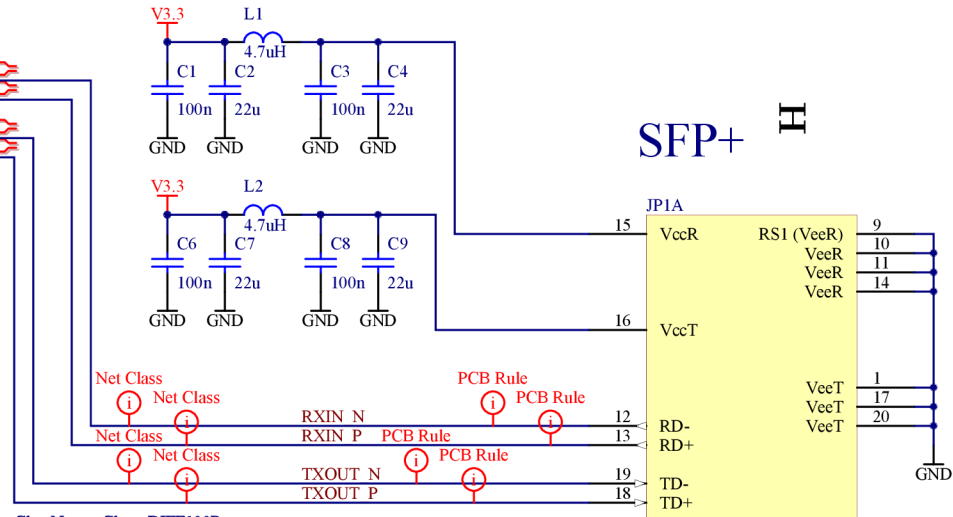 V3.3
L1
4.7uH
C1
C2
C3
C4
100n
22u
100n
22u
GND
GND
GND
GND
SFP+
H
V3.3
L2
4.7uH
C6
C7
C8
C9
100n
22u
100n
22u
GND
GND
GND
GND
JP1A
15
VccR
RS1 (VeeR)
9
VeeR
10
VeeR
11
VeeR
14
16
VccT
VeeT
1
VeeT
17
VeeT
20
GND
Net Class
Net Class
PCB Rule
PCB Rule
i
i
i
i
RXIN_N
12
RD-
RXIN_P
13
RD+
Net Class
Net Class
PCB Rule
PCB Rule
i
i
i
i
TXOUT_N
19
TD-
TXOUT_P
18
TD+